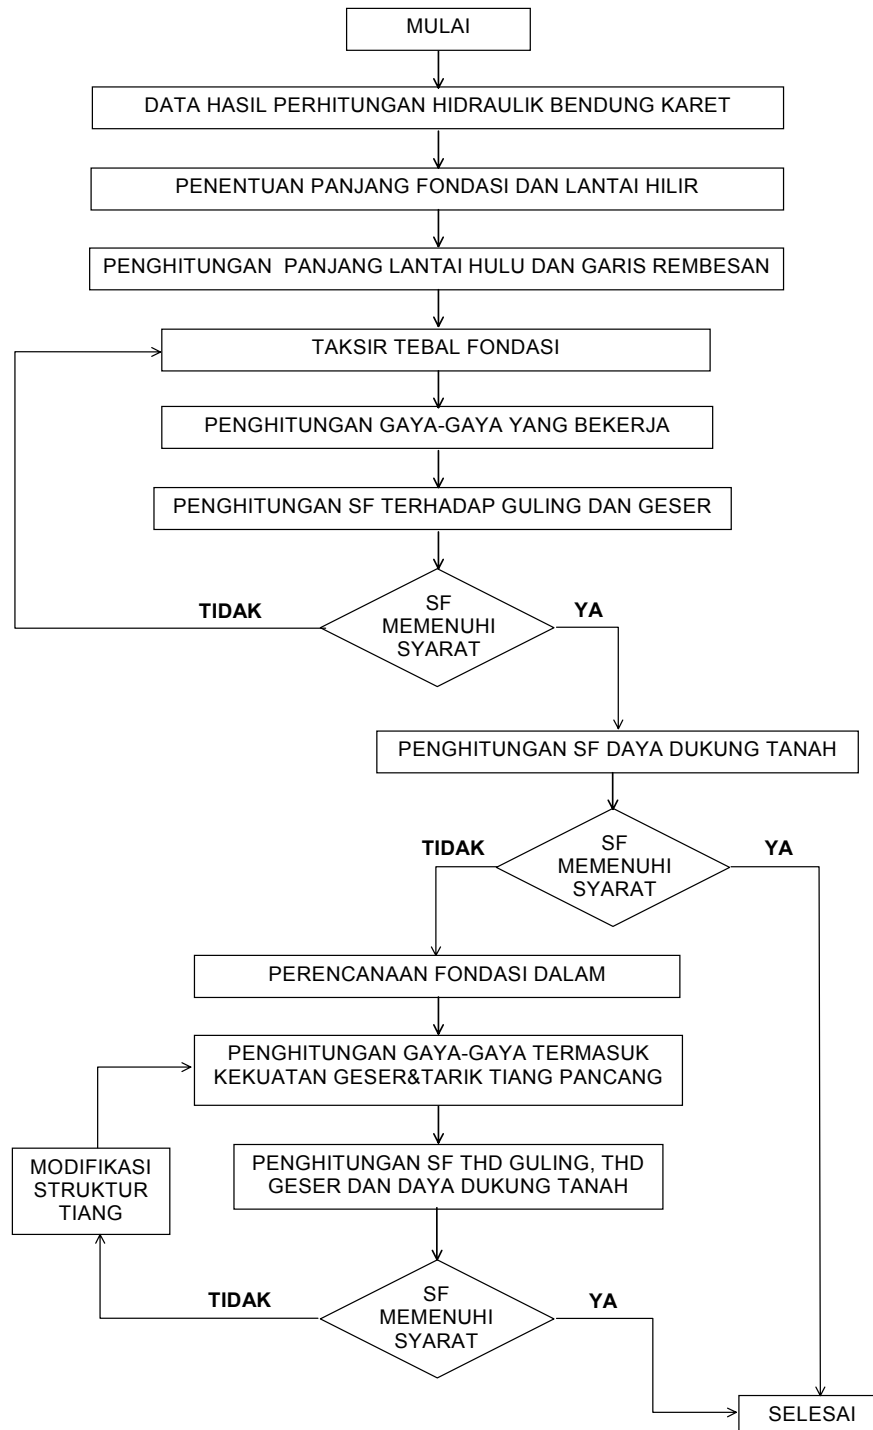 MULAI
DATA HASIL PERHITUNGAN HIDRAULIK BENDUNG KARET
PENENTUAN PANJANG FONDASI DAN LANTAI HILIR
PENGHITUNGAN PANJANG LANTAI HULU DAN GARIS REMBESAN
TAKSIR TEBAL FONDASI
PENGHITUNGAN GAYA-GAYA YANG BEKERJA
PENGHITUNGAN SF TERHADAP GULING DAN GESER
TIDAK
SF
MEMENUHI
SYARAT
YA
PENGHITUNGAN SF DAYA DUKUNG TANAH
TIDAK
SF
MEMENUHI
SYARAT
YA
PERENCANAAN FONDASI DALAM
PENGHITUNGAN GAYA-GAYA TERMASUK
KEKUATAN GESER&TARIK TIANG PANCANG
PENGHITUNGAN SF THD GULING, THD
GESER DAN DAYA DUKUNG TANAH
MODIFIKASI
STRUKTUR
TIANG
TIDAK
SF
MEMENUHI
SYARAT
YA
SELESAI